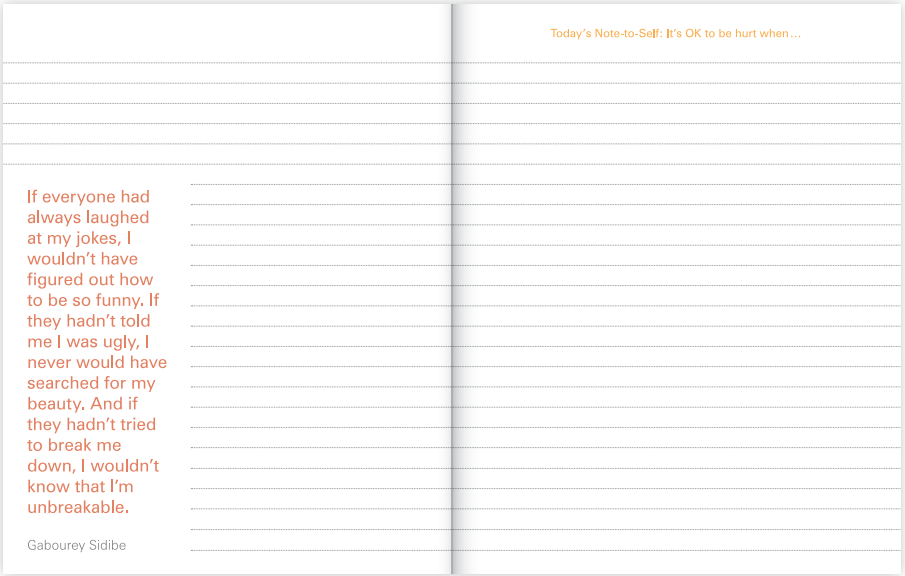 If everyone had
always laughed
at my jokes, I
wouldn't have
figured out how
to be so funny. If
they hadn't told
me I was ugly, I
never would have
searched for my
beauty. And if
they hadn't tried
to break me
down, I wouldn't
know that I'm
unbreakable.
Gabourey Sidibe
Today's Note-to-Self: It's OK to be hurt when…